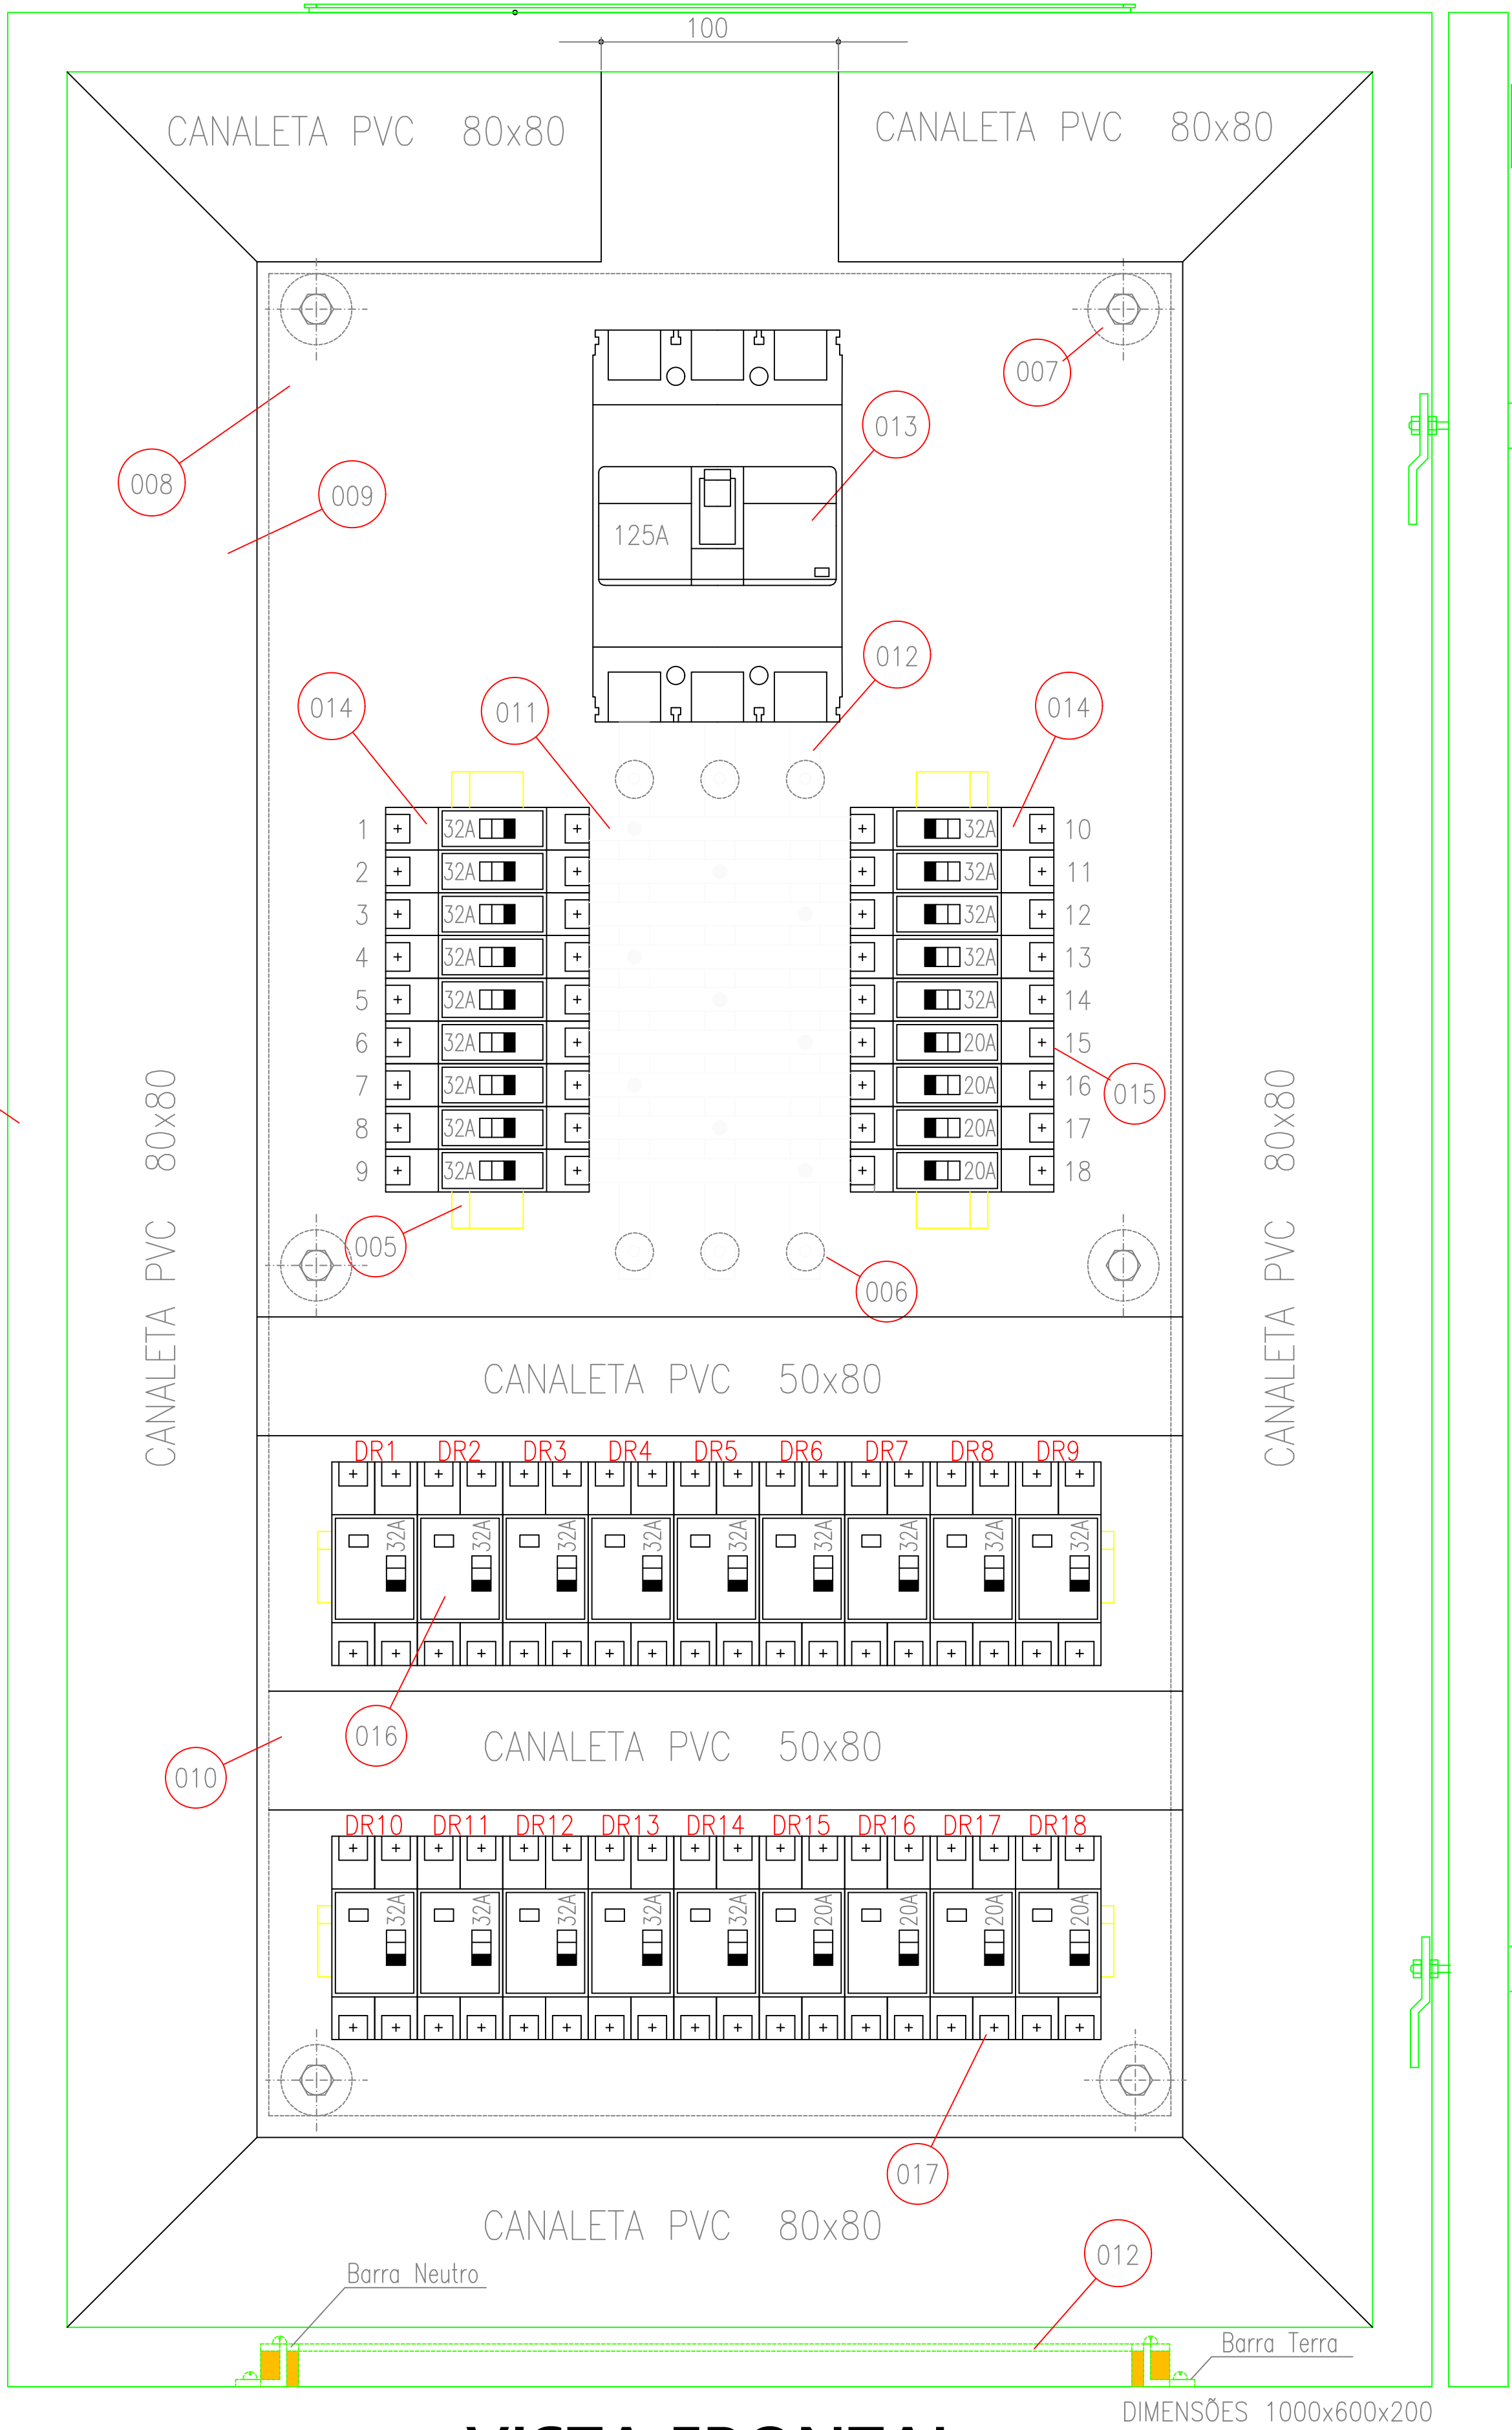 100
CANALETA PVC 80x80
CANALETA PVC 80x80
007
013
008
009
125A
012
014
011
014
1 32A 32A 10
2 32A 32A 11
3 32A 32A 12
4 32A 32A 13
5 32A 32A 14
6 32A 20A 15
7 32A 20A 16
8 32A 20A 17
9 32A 20A 18
015
005
006
CANALETA PVC 80x80
CANALETA PVC 80x80
CANALETA PVC 50x80
DR1 DR2 DR3 DR4 DR5 DR6 DR7 DR8 DR9
32A 32A 32A 32A 32A 32A 32A 32A 32A
016
CANALETA PVC 50x80
010
DR10 DR11 DR12 DR13 DR14 DR15 DR16 DR17 DR18
32A 32A 32A 32A 32A 20A 20A 20A 20A
017
CANALETA PVC 80x80
012
Barra Neutro
Barra Terra
DIMENSÕES 1000x600x200
VISTA FRONTAL